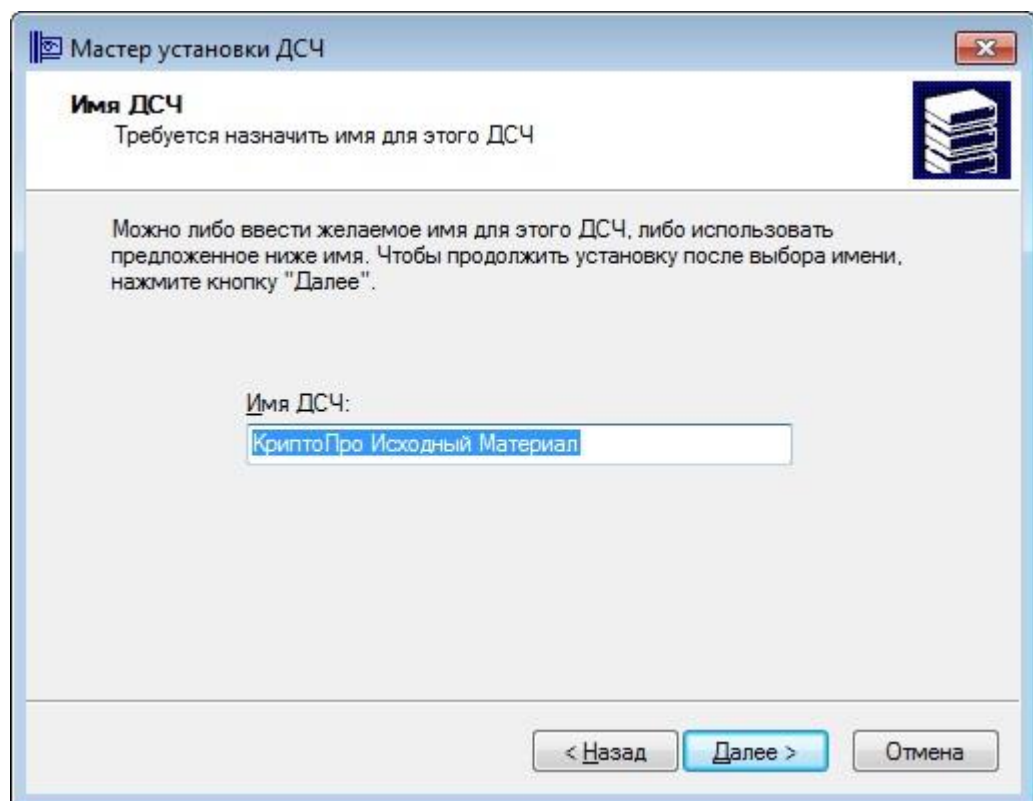 Мастер установки ДСЧ
Имя ДСЧ
Требуется назначить имя для этого ДСЧ
Можно либо ввести желаемое имя для этого ДСЧ, либо использовать
предложенное ниже имя. Чтобы продолжить установку после выбора имени,
нажмите кнопку "Далее".
Имя ДСЧ:
КриптоПро Исходный Материал
< Назад Далее > Отмена